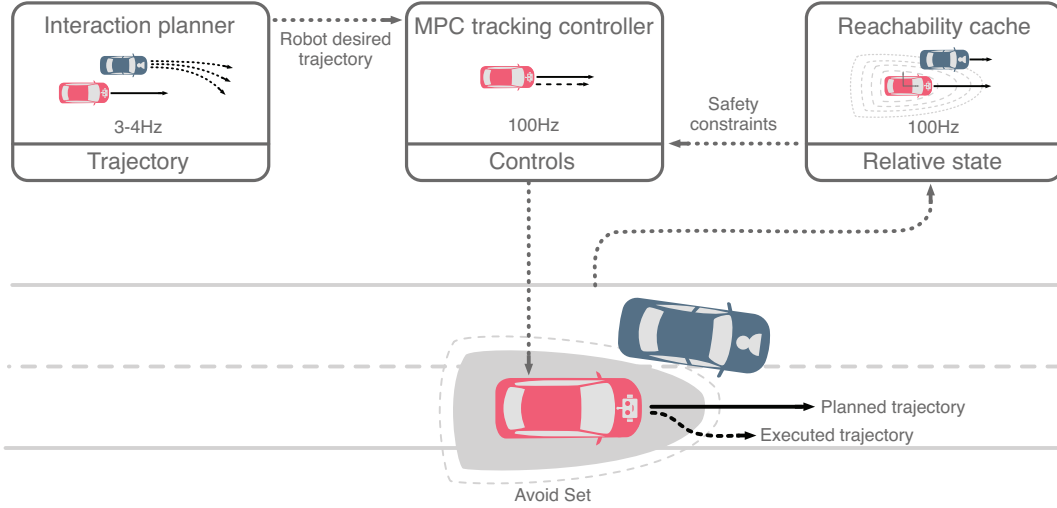 Interaction planner
3-4Hz
Trajectory
Robot desired
trajectory
MPC tracking controller
100Hz
Controls
Safety
constraints
Reachability cache
100Hz
Relative state
Planned trajectory
Executed trajectory
Avoid Set